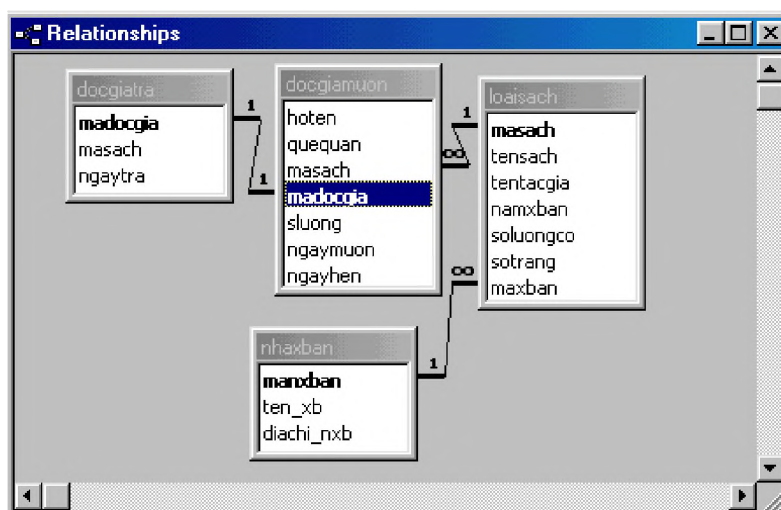 Relationships
docgiatra
madocgia
masach
ngaytra
docgiamuon
hoten
quequan
masach
madocgia
sluong
ngaymuon
ngayhen
loaisach
masach
tensach
tentacgia
namxban
soluongco
sotrang
maxban
nhaxban
manxban
ten_xb
diachi_nxb
1
1
1
∞
∞
1